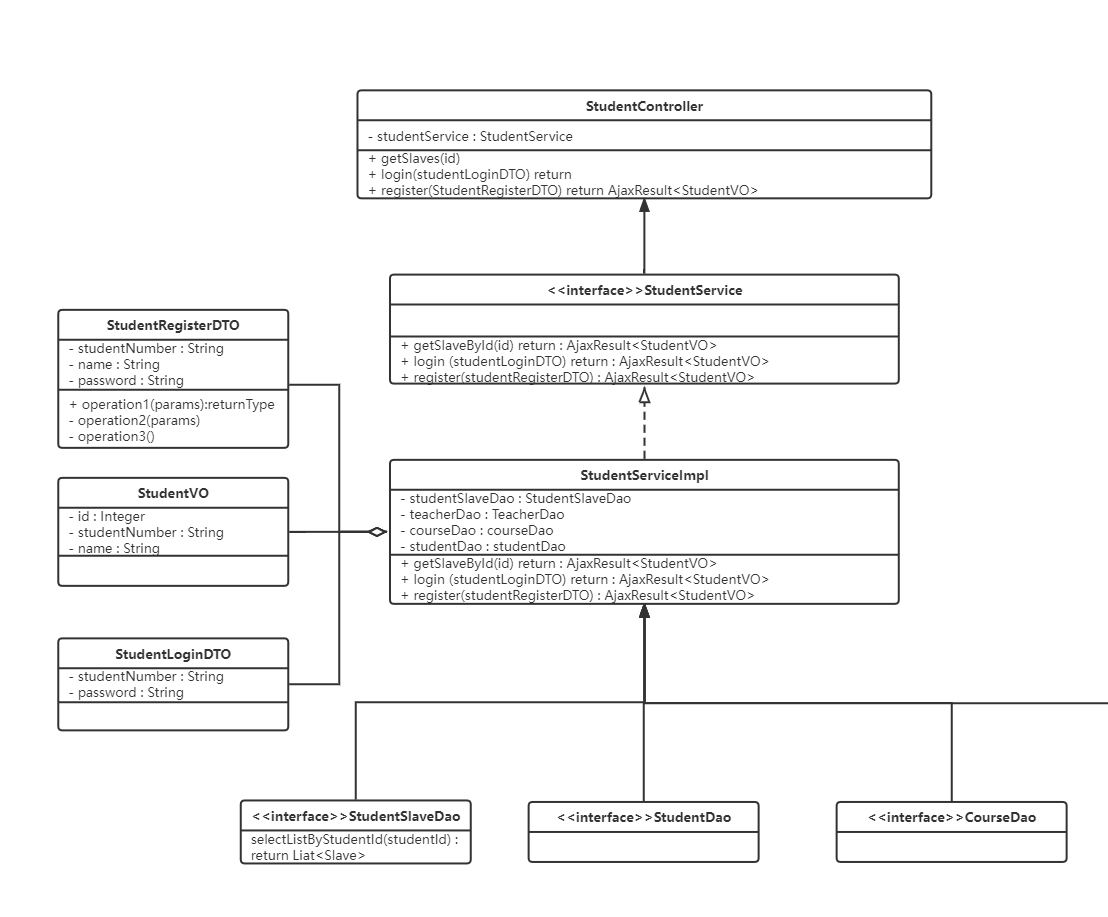 StudentController
- studentService : StudentService
+ getSlaves(id)
+ login(studentLoginDTO) return
+ register(StudentRegisterDTO) return AjaxResult<StudentVO>
<<interface>>StudentService
+ getSlaveById(id) return : AjaxResult<StudentVO>
+ login (studentLoginDTO) return : AjaxResult<StudentVO>
+ register(studentRegisterDTO) : AjaxResult<StudentVO>
StudentRegisterDTO
- studentNumber : String
- name : String
- password : String
+ operation1(params):returnType
- operation2(params)
- operation3()
StudentVO
- id : Integer
- studentNumber : String
- name : String
StudentServiceImpl
- studentSlaveDao : StudentSlaveDao
- teacherDao : TeacherDao
- courseDao : courseDao
- studentDao : studentDao
+ getSlaveById(id) return : AjaxResult<StudentVO>
+ login (studentLoginDTO) return : AjaxResult<StudentVO>
+ register(studentRegisterDTO) : AjaxResult<StudentVO>
StudentLoginDTO
- studentNumber : String
- password : String
<<interface>>StudentSlaveDao
selectListByStudentId(studentId) :
return Liat<Slave>
<<interface>>StudentDao
<<interface>>CourseDao